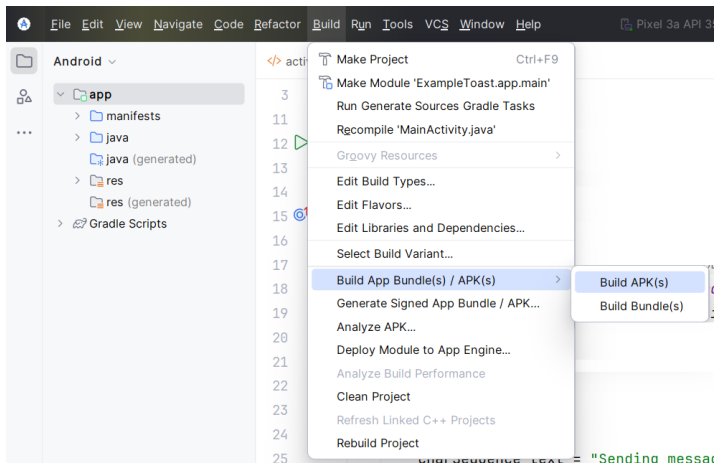 File Edit View Navigate Code Refactor Build Run Tools VCS Window Help Pixel 3a API 35
Android
app
manifests
java
java (generated)
res
res (generated)
Gradle Scripts
3
11
12
13
14
15
16
17
18
19
20
21
22
23
24
25
Make Project Ctrl+F9
Make Module 'ExampleToast.app.main'
Run Generate Sources Gradle Tasks
Recompile 'MainActivity.java'
Groovy Resources
Edit Build Types...
Edit Flavors...
Edit Libraries and Dependencies...
Select Build Variant...
Build App Bundle(s) / APK(s)
Generate Signed App Bundle / APK...
Analyze APK...
Deploy Module to App Engine...
Analyze Build Performance
Clean Project
Refresh Linked C++ Projects
Rebuild Project
Build APK(s)
Build Bundle(s)
CharSequence text = "Sending messag